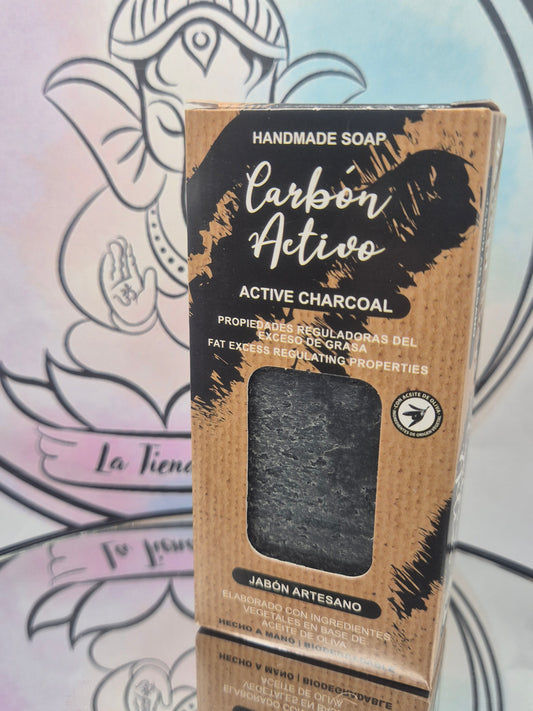 HANDMADE SOAP
Carbón
Activo
ACTIVE CHARCOAL
PROPIEDADES REGULADORAS DEL
EXCESO DE GRASA
FAT EXCESS REGULATING PROPERTIES
CON ACEITE DE OLIVA
JABÓN ARTESANO
ELABORADO CON INGREDIENTES
VEGETALES EN BASE DE
ACEITE DE OLIVA
HECHO A MANO | BIODEGRADABLE
La Tiend